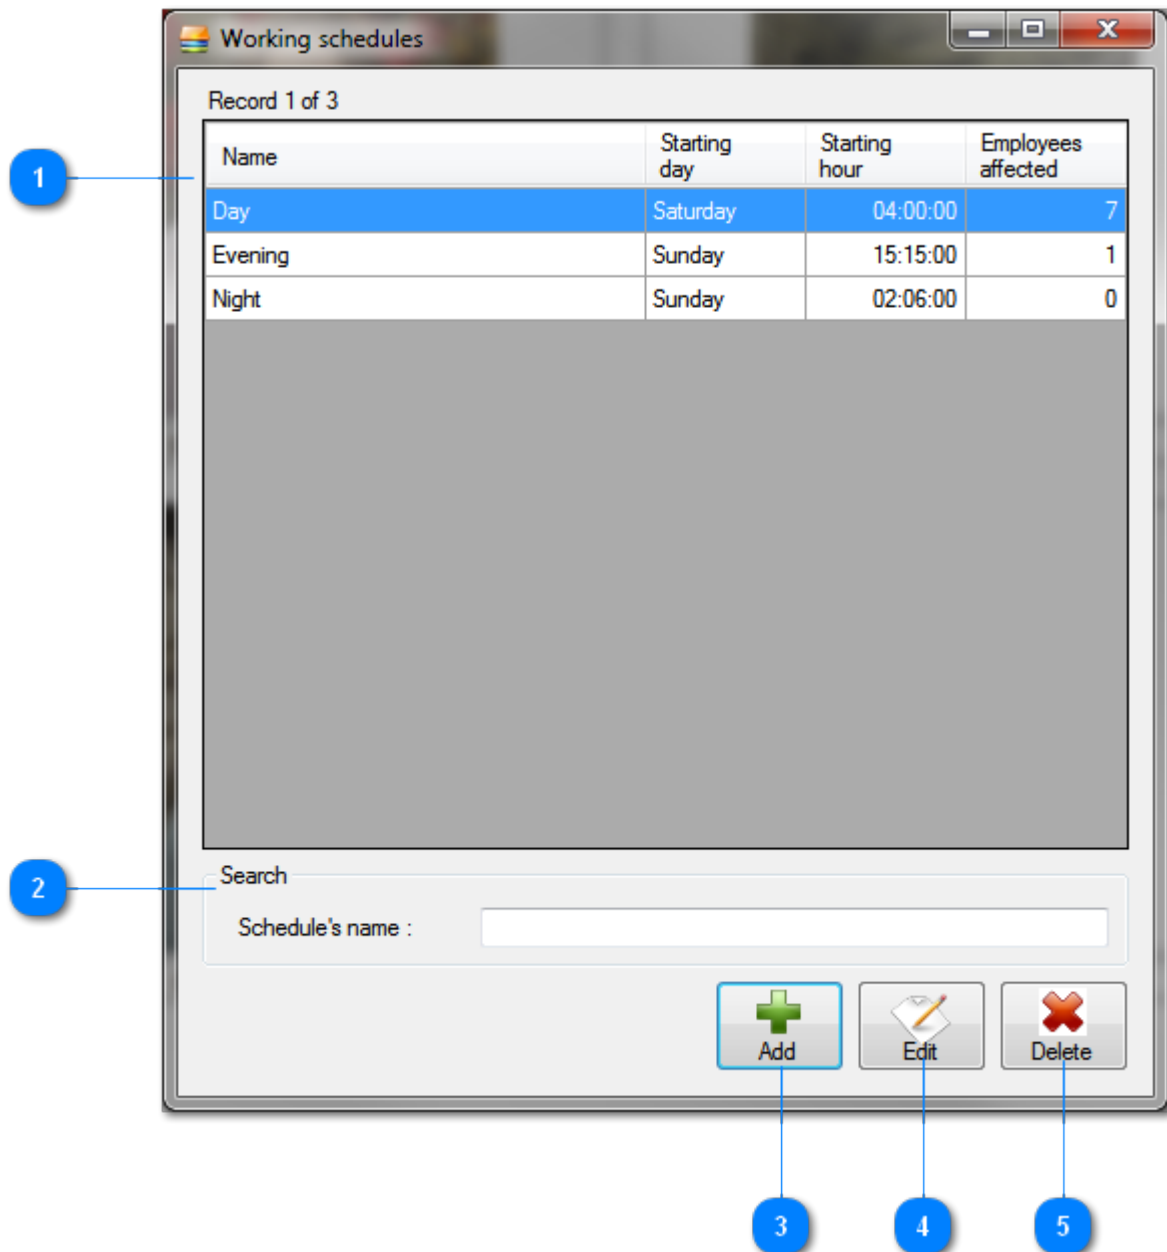 Working schedules
Record 1 of 3
Name Starting day Starting hour Employees affected
Day Saturday 04:00:00 7
Evening Sunday 15:15:00 1
Night Sunday 02:06:00 0
1
Search
2
Schedule's name :
Add Edit Delete
3 4 5